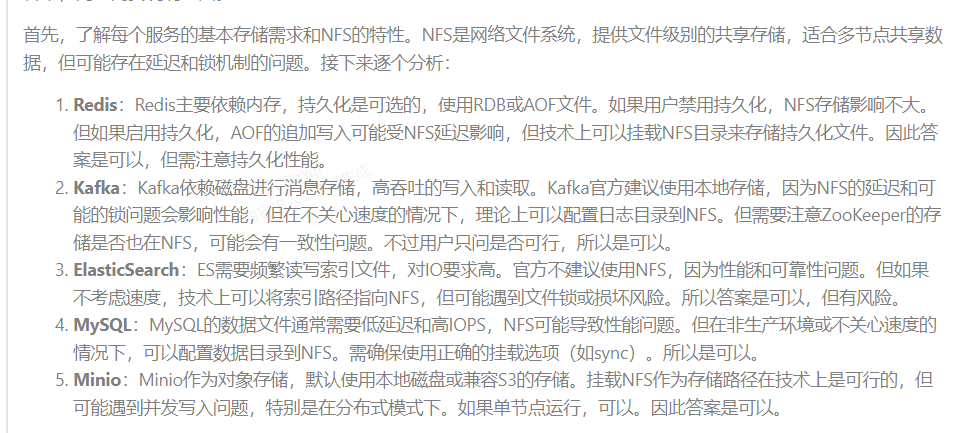 首先，了解每个服务的基本存储需求和NFS的特性。NFS是网络文件系统，提供文件级别的共享存储，适合多节点共享数
据，但可能存在延迟和锁机制的问题。接下来逐个分析：
1. Redis：Redis主要依赖内存，持久化是可选的，使用RDB或AOF文件。如果用户禁用持久化，NFS存储影响不大。
但如果启用持久化，AOF的追加写入可能受NFS延迟影响，但技术上可以挂载NFS目录来存储持久化文件。因此答
案是可以，但需注意持久化性能。
2. Kafka：Kafka依赖磁盘进行消息存储，高吞吐的写入和读取。Kafka官方建议使用本地存储，因为NFS的延迟和可
能的锁问题会影响性能，但在不关心速度的情况下，理论上可以配置日志目录到NFS。但需要注意ZooKeeper的存
储是否也在NFS，可能会有一致性问题。不过用户只问是否可行，所以是可以。
3. ElasticSearch：ES需要频繁读写索引文件，对IO要求高。官方不建议使用NFS，因为性能和可靠性问题。但如果
不考虑速度，技术上可以将索引路径指向NFS，但可能遇到文件锁或损坏风险。所以答案是可以，但有风险。
4. MySQL：MySQL的数据文件通常需要低延迟和高IOPS，NFS可能导致性能问题。但在非生产环境或不关心速度的
情况下，可以配置数据目录到NFS。需确保使用正确的挂载选项（如sync）。所以是可以。
5. Minio：Minio作为对象存储，默认使用本地磁盘或兼容S3的存储。挂载NFS作为存储路径在技术上是可行的，但
可能遇到并发写入问题，特别是在分布式模式下。如果单节点运行，可以。因此答案是可以。